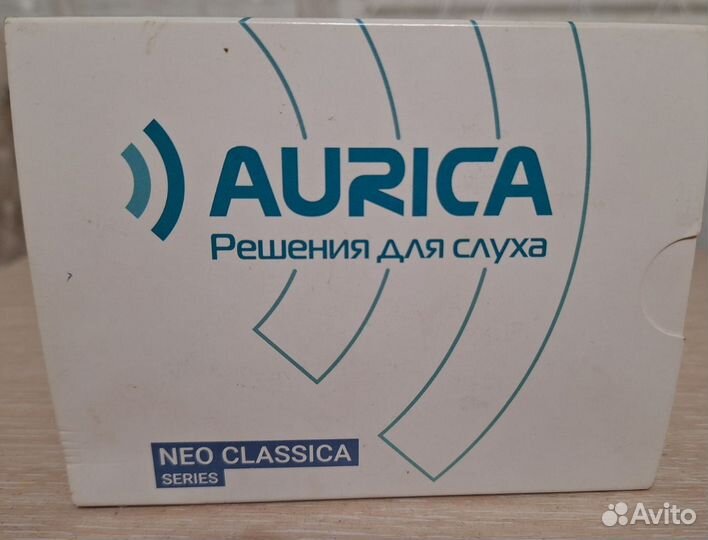 AURICA
Решения для слуха
NEO CLASSICA
SERIES
Avito